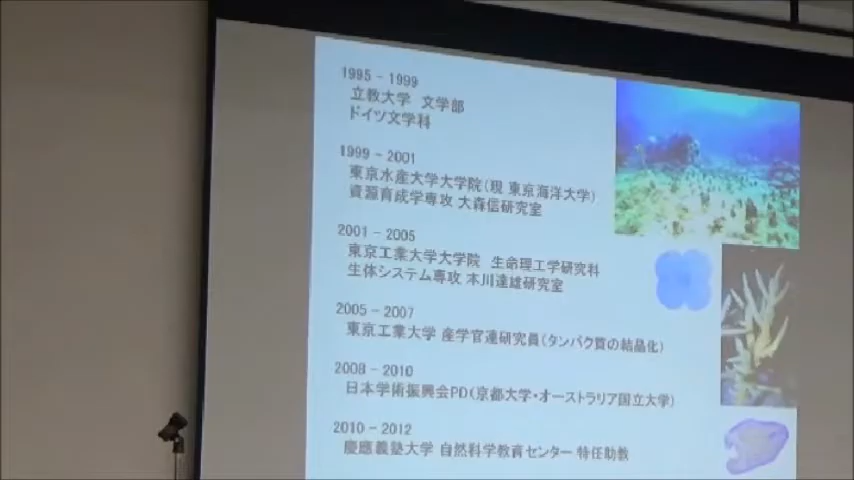 1995 - 1999
立教大学　文学部
ドイツ文学科
1999 - 2001
東京水産大学大学院(現 東京海洋大学)
資源育成学専攻 大森信研究室
2001 - 2005
東京工業大学大学院　生命理工学研究科
生体システム専攻 本川達雄研究室
2005 - 2007
東京工業大学 産学官連研究員(タンパク質の結晶化)
2008 - 2010
日本学術振興会PD(京都大学・オーストラリア国立大学)
2010 - 2012
慶應義塾大学 自然科学教育センター 特任助教